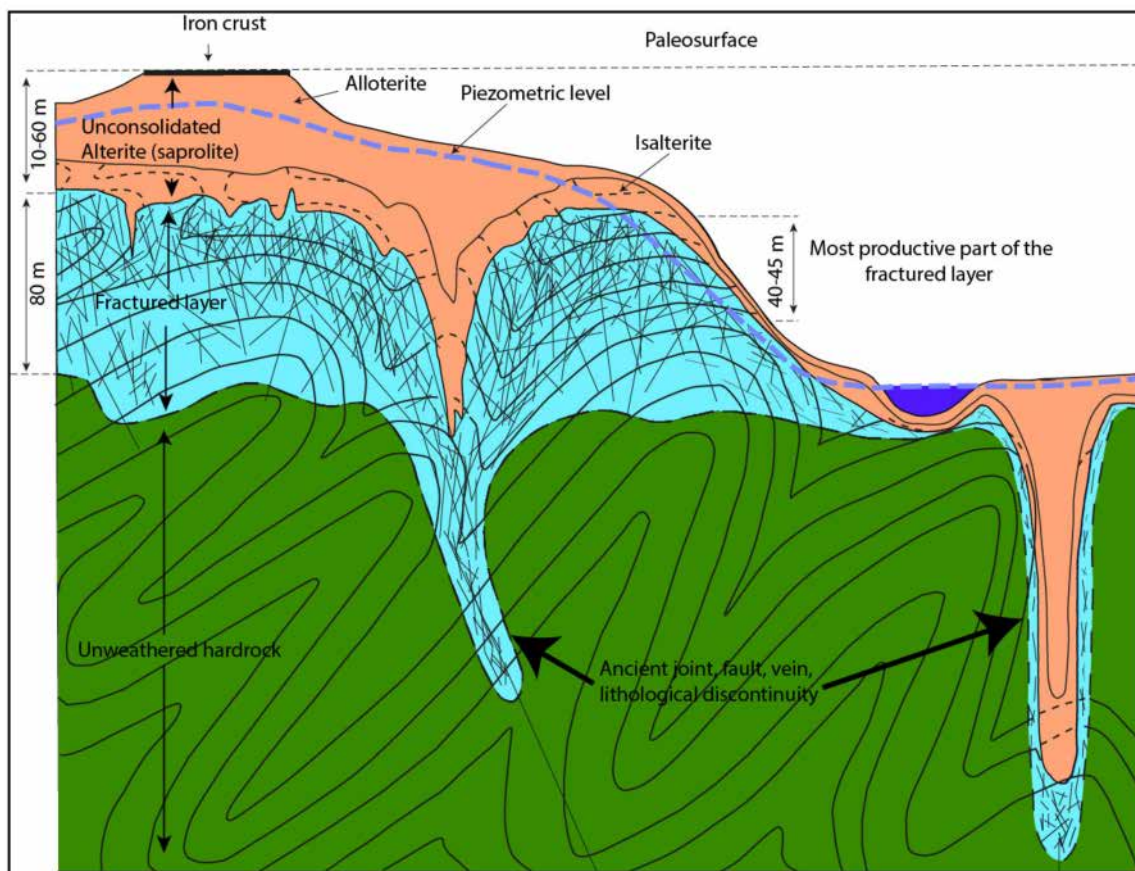 Iron crust
Paleosurface
Alloterite
Piezometric level
10-60 m
Unconsolidated
Alterite (saprolite)
Isalterite
80 m
Fractured layer
40-45 m
Most productive part of the
fractured layer
Unweathered hardrock
Ancient joint, fault, vein,
lithological discontinuity